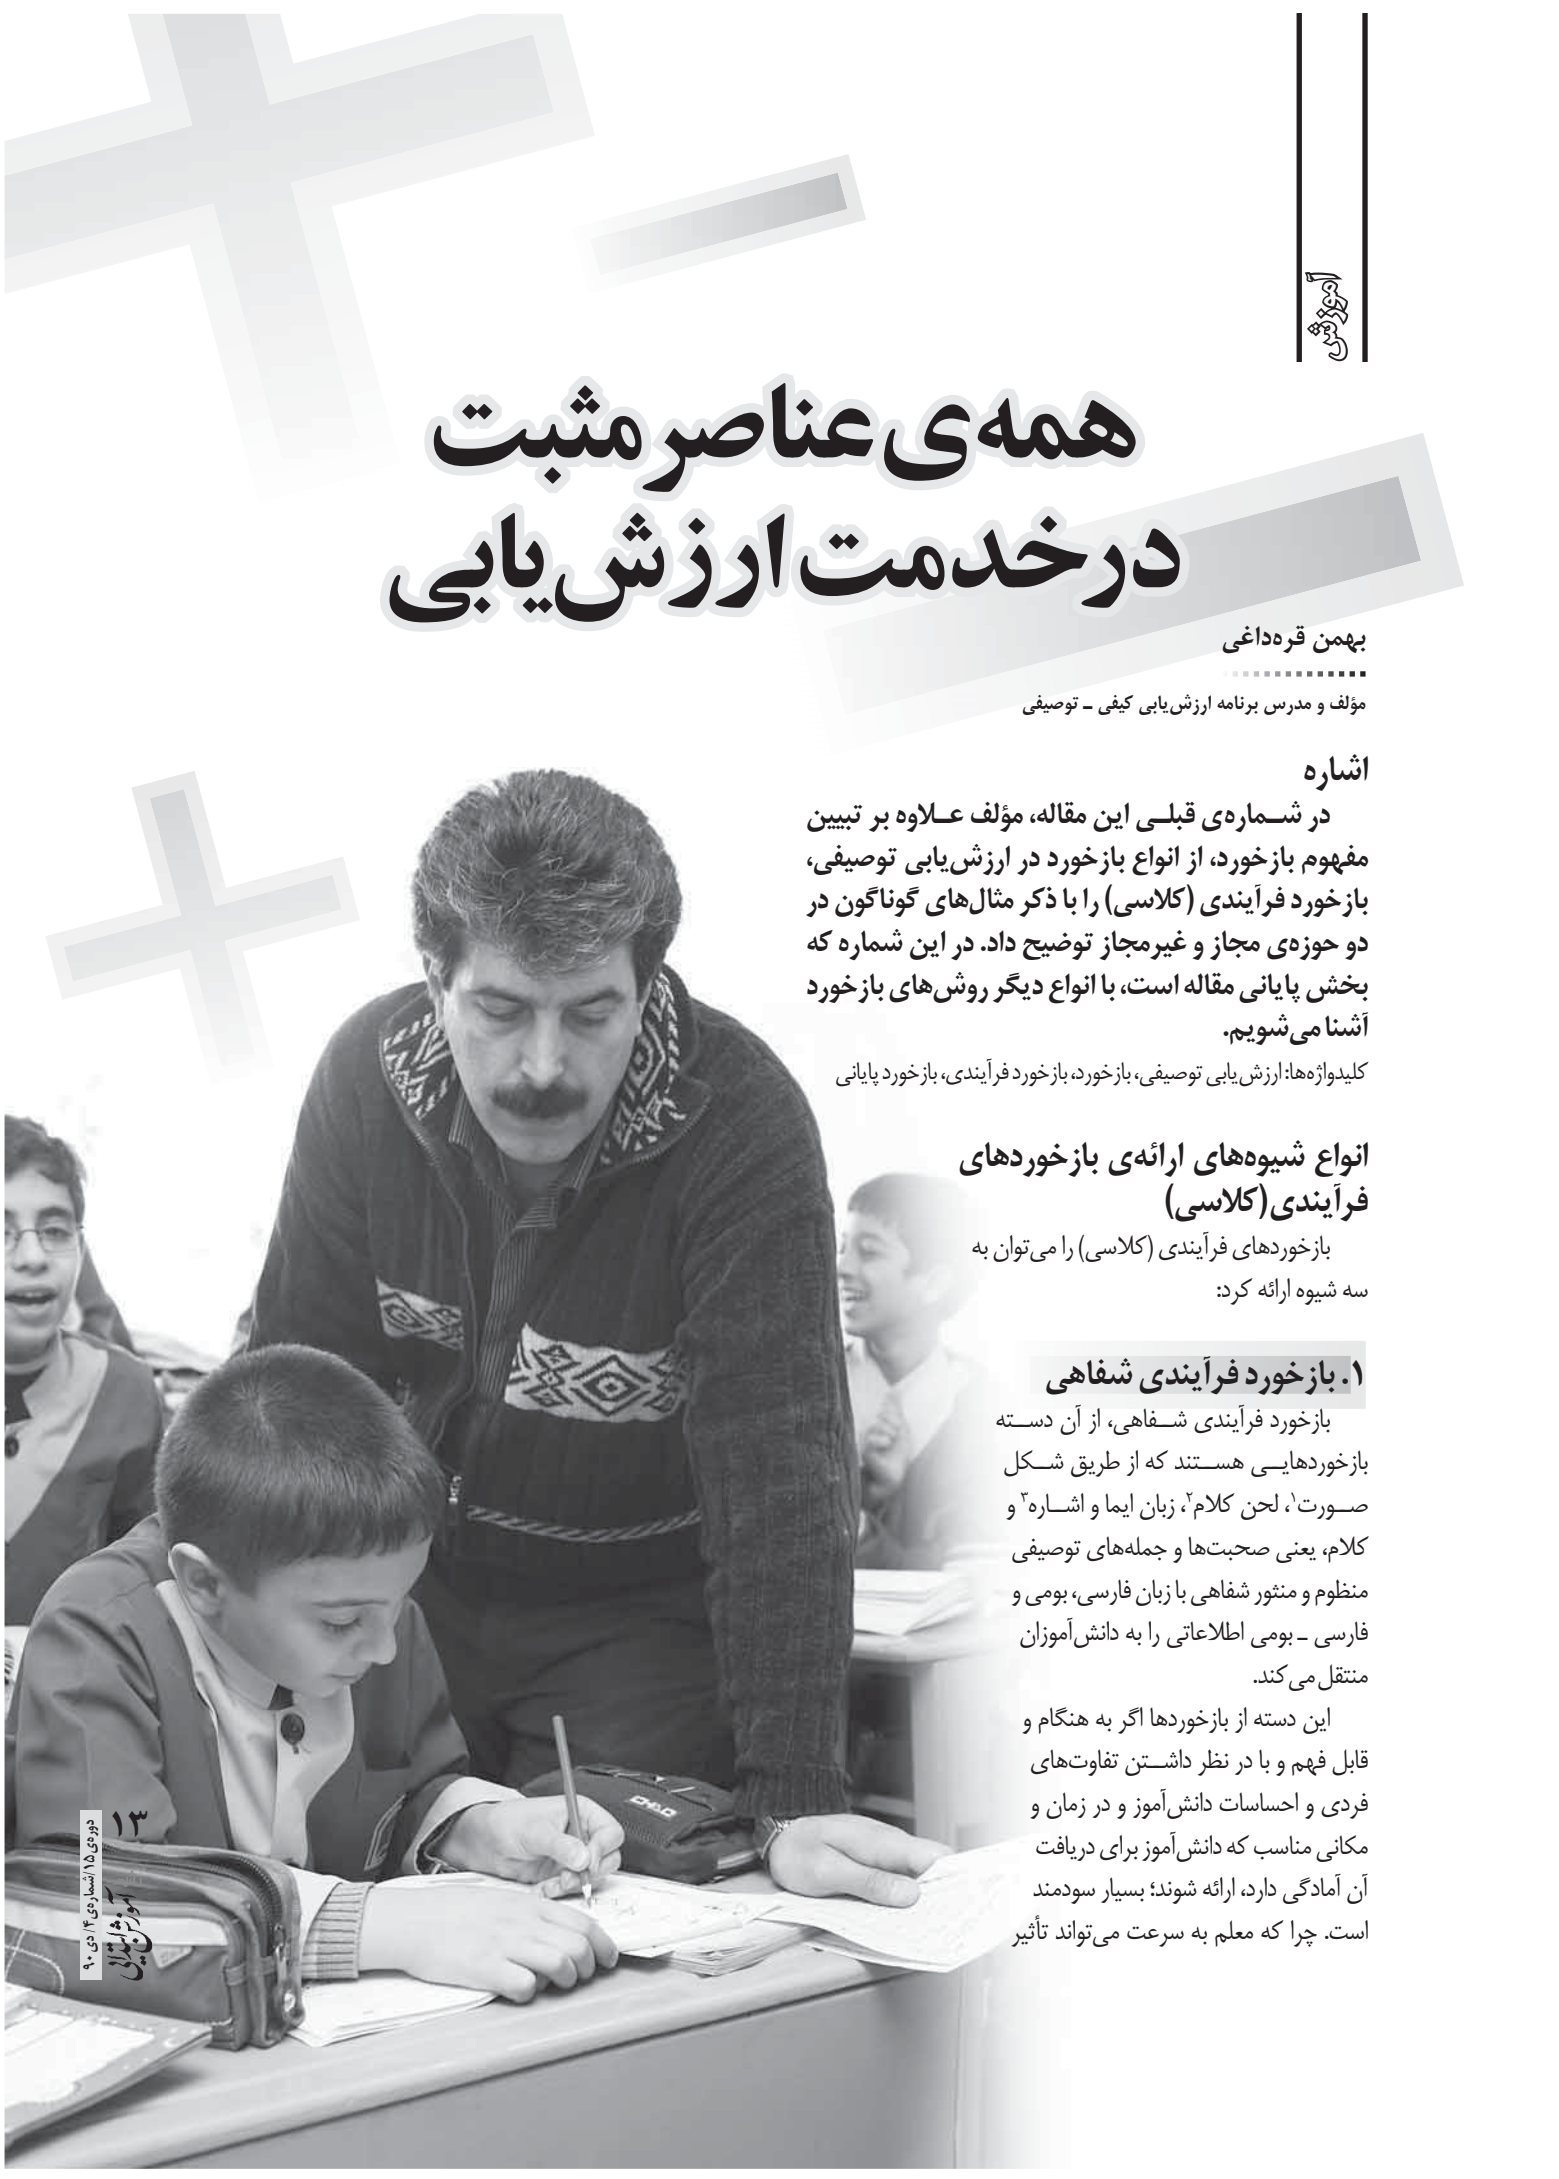 آموزش
همه‌ی عناصر مثبت
در خدمت ارزش‌یابی
بهمن قره‌داغی
مؤلف و مدرس برنامه ارزش‌یابی کیفی ـ توصیفی
اشاره
در شماره‌ی قبلی این مقاله، مؤلف علاوه بر تبیین
مفهوم بازخورد، از انواع بازخورد در ارزش‌یابی توصیفی،
بازخورد فرآیندی (کلاسی) را با ذکر مثال‌های گوناگون در
دو حوزه‌ی مجاز و غیرمجاز توضیح داد. در این شماره که
بخش پایانی مقاله است، با انواع دیگر روش‌های بازخورد
آشنا می‌شویم.
کلیدواژه‌ها: ارزش‌یابی توصیفی، بازخورد، بازخورد فرآیندی، بازخورد پایانی
انواع شیوه‌های ارائه‌ی بازخوردهای
فرآیندی(کلاسی)
بازخوردهای فرآیندی (کلاسی) را می‌توان به
سه شیوه ارائه کرد:
۱. بازخورد فرآیندی شفاهی
بازخورد فرآیندی شفاهی، از آن دسته
بازخوردهایی هستند که از طریق شکل
صورت۱، لحن کلام۲، زبان ایما و اشاره۳ و
کلام، یعنی صحبت‌ها و جمله‌های توصیفی
منظوم و منثور شفاهی با زبان فارسی، بومی و
فارسی ـ بومی اطلاعاتی را به دانش‌آموزان
منتقل می‌کند.
این دسته از بازخوردها اگر به هنگام و
قابل فهم و با در نظر داشتن تفاوت‌های
فردی و احساسات دانش‌آموز و در زمان و
مکانی مناسب که دانش‌آموز برای دریافت
آن آمادگی دارد، ارائه شوند؛ بسیار سودمند
است. چرا که معلم به سرعت می‌تواند تأثیر
۱۳
آموزش ابتدایی
دوره‌ی ۱۵/شماره‌ی ۴/ دی ۹۰